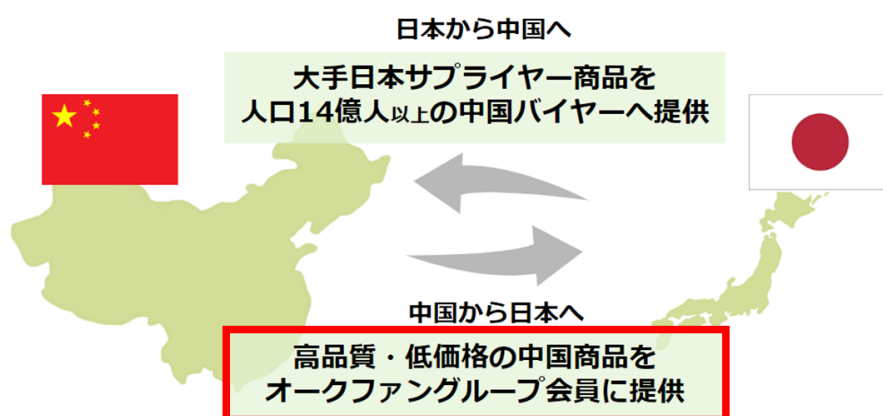 日本から中国へ
大手日本サプライヤー商品を
人口14億人以上の中国バイヤーへ提供
中国から日本へ
高品質・低価格の中国商品を
オークファングループ会員に提供